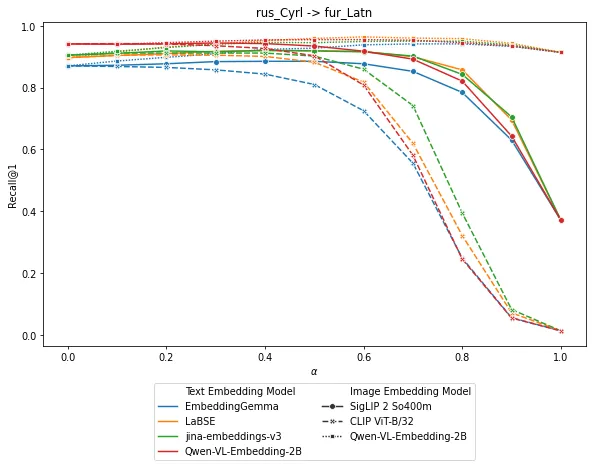 rus_Cyrl -> fur_Latn
Recall@1
1.0
0.8
0.6
0.4
0.2
0.0
0.0 0.2 0.4 0.6 0.8 1.0
α
Text Embedding Model
EmbeddingGemma
LaBSE
jina-embeddings-v3
Qwen-VL-Embedding-2B
Image Embedding Model
SigLIP 2 So400m
CLIP ViT-B/32
Qwen-VL-Embedding-2B